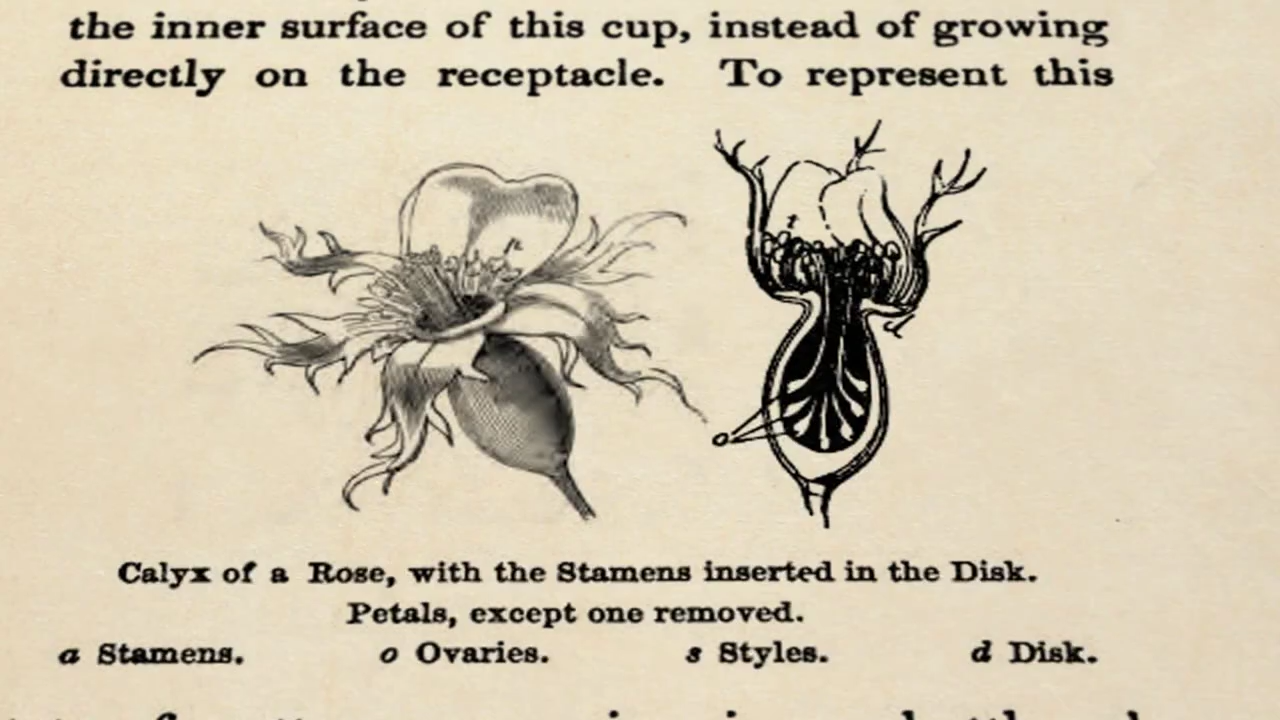 the inner surface of this cup, instead of growing
directly on the receptacle. To represent this
p
t
d
o
Calyx of a Rose, with the Stamens inserted in the Disk.
Petals, except one removed.
a Stamens. o Ovaries. s Styles. d Disk.